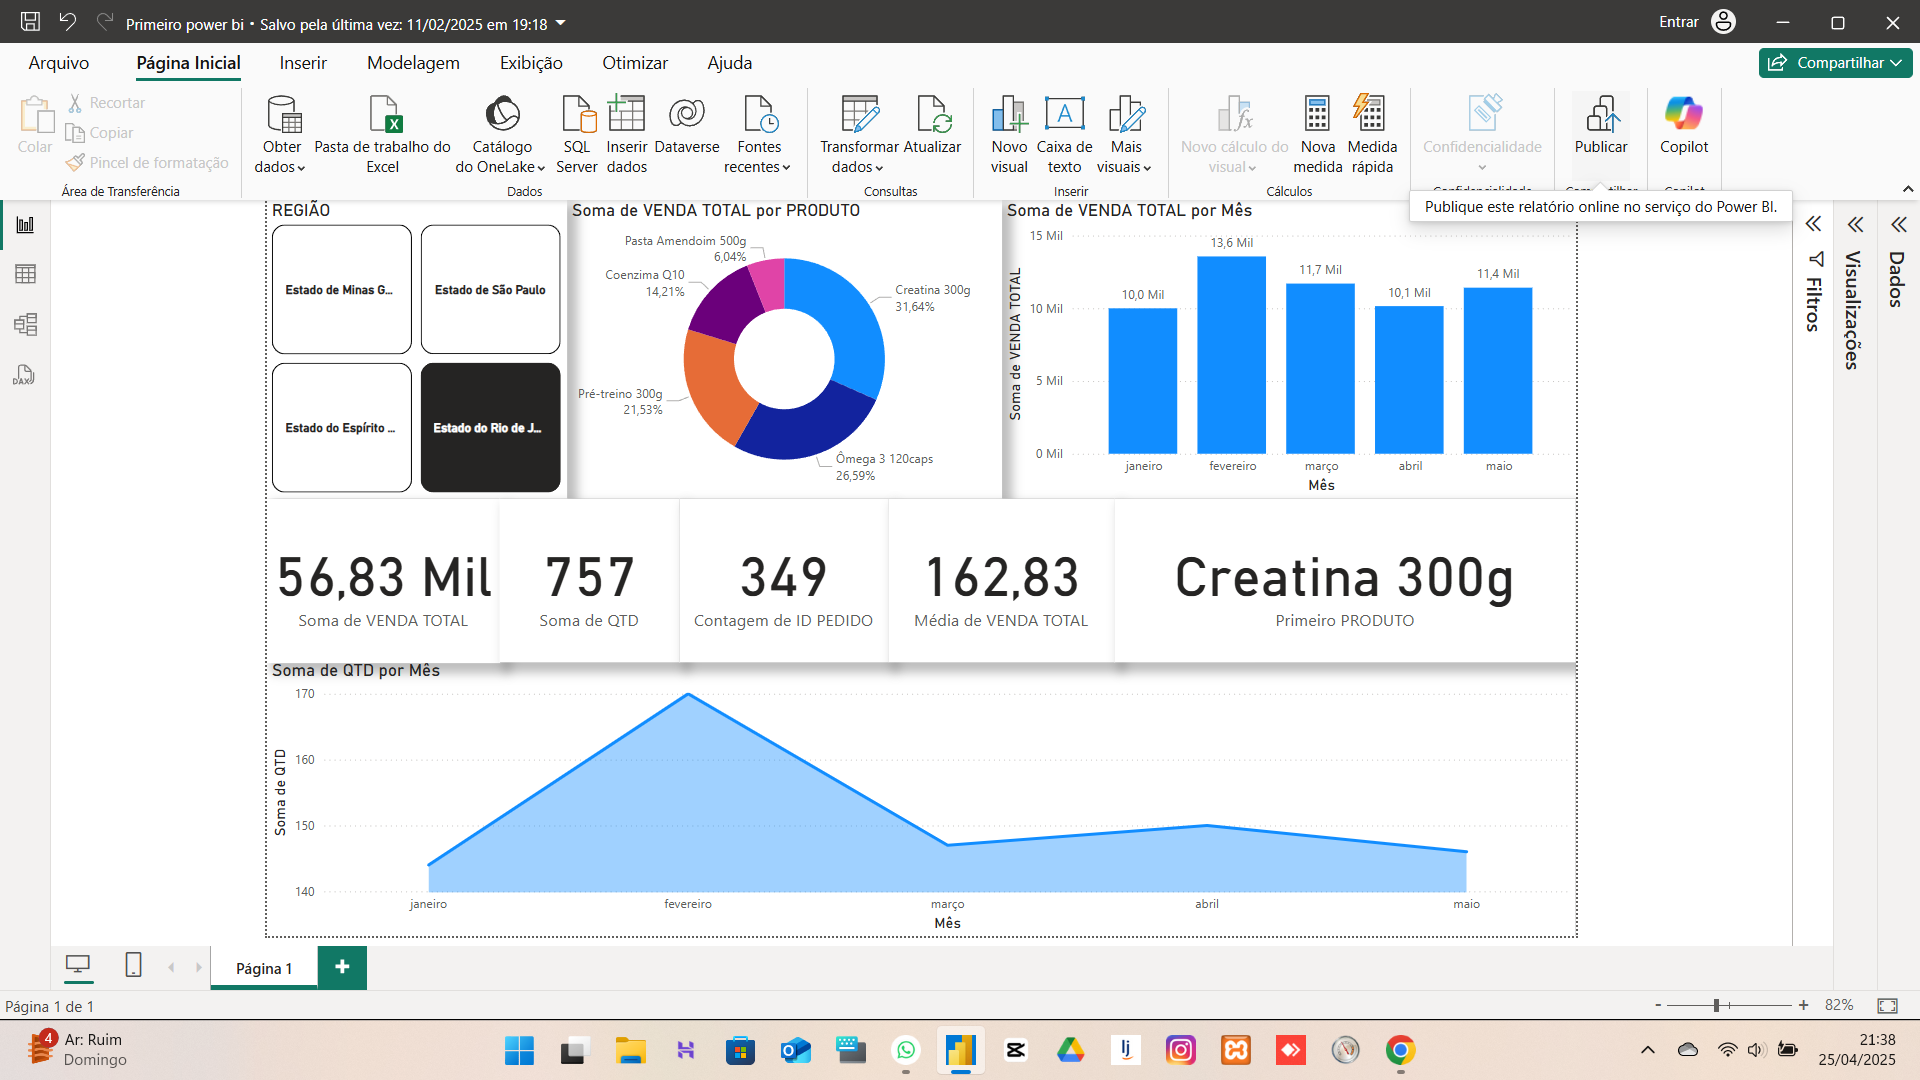 Primeiro power bi • Salvo pela última vez: 11/02/2025 em 19:18
Entrar
Arquivo
Página Inicial
Inserir
Modelagem
Exibição
Otimizar
Ajuda
Compartilhar
Colar
Recortar
Copiar
Pincel de formatação
Área de Transferência
Obter dados
Pasta de trabalho do Excel
Catálogo do OneLake
SQL Server
Inserir dados
Dataverse
Fontes recentes
Dados
Transformar dados
Atualizar
Consultas
Novo visual
Caixa de texto
Mais visuais
Inserir
Novo cálculo do visual
Nova medida
Medida rápida
Cálculos
Confidencialidade
Publicar
Copilot
Publique este relatório online no serviço do Power BI.
REGIÃO
Estado de Minas G...
Estado de São Paulo
Estado do Espírito ...
Estado do Rio de J...
Soma de VENDA TOTAL por PRODUTO
Pasta Amendoim 500g
6,04%
Coenzima Q10
14,21%
Creatina 300g
31,64%
Pré-treino 300g
21,53%
Ômega 3 120caps
26,59%
Soma de VENDA TOTAL por Mês
Soma de VENDA TOTAL
15 Mil
10 Mil
5 Mil
0 Mil
10,0 Mil
13,6 Mil
11,7 Mil
10,1 Mil
11,4 Mil
janeiro
fevereiro
março
abril
maio
Mês
Filtros
Visualizações
Dados
56,83 Mil
Soma de VENDA TOTAL
757
Soma de QTD
349
Contagem de ID PEDIDO
162,83
Média de VENDA TOTAL
Creatina 300g
Primeiro PRODUTO
Soma de QTD por Mês
Soma de QTD
170
160
150
140
janeiro
fevereiro
março
abril
maio
Mês
Página 1
Página 1 de 1
- + 82%
4
Ar: Ruim
Domingo
21:38
25/04/2025